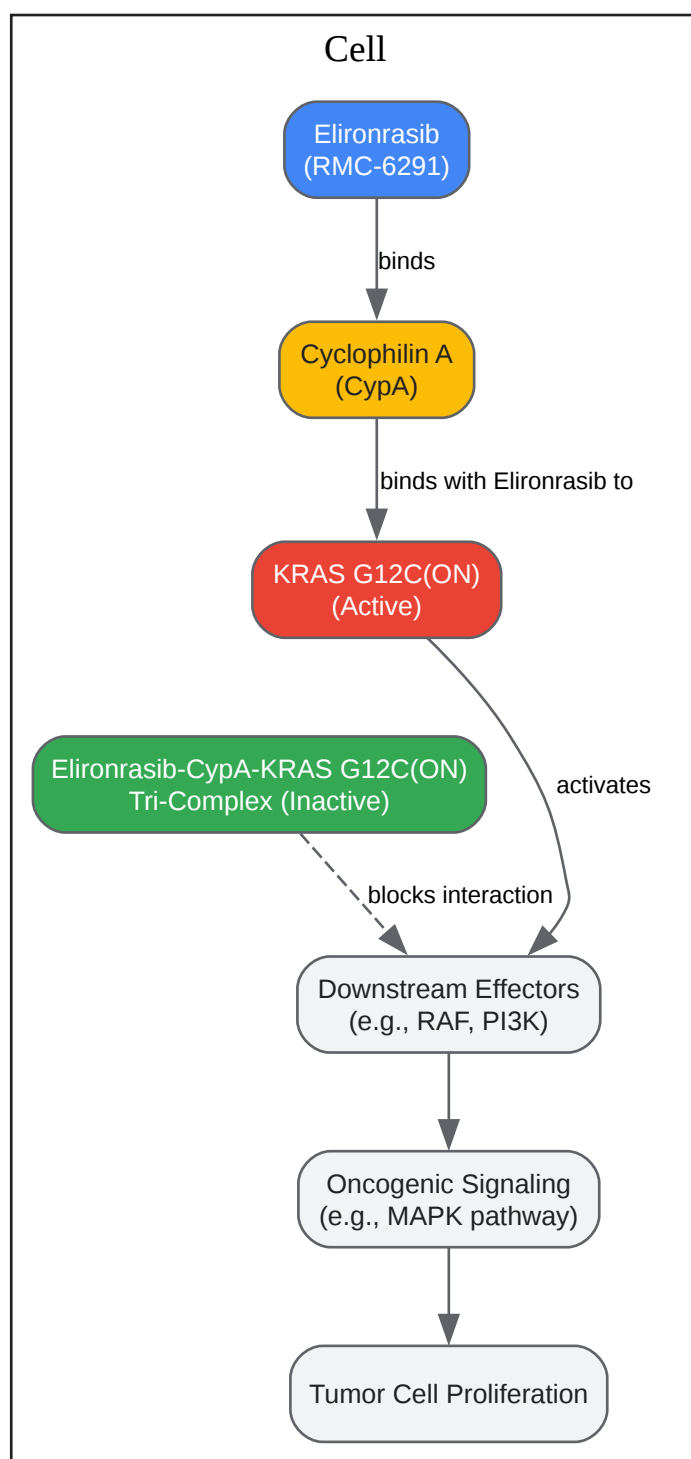 Cell
Elironrasib
(RMC-6291)
binds
Cyclophilin A
(CypA)
binds with Elironrasib to
KRAS G12C(ON)
(Active)
Elironrasib-CypA-KRAS G12C(ON)
Tri-Complex (Inactive)
activates
blocks interaction
Downstream Effectors
(e.g., RAF, PI3K)
Oncogenic Signaling
(e.g., MAPK pathway)
Tumor Cell Proliferation